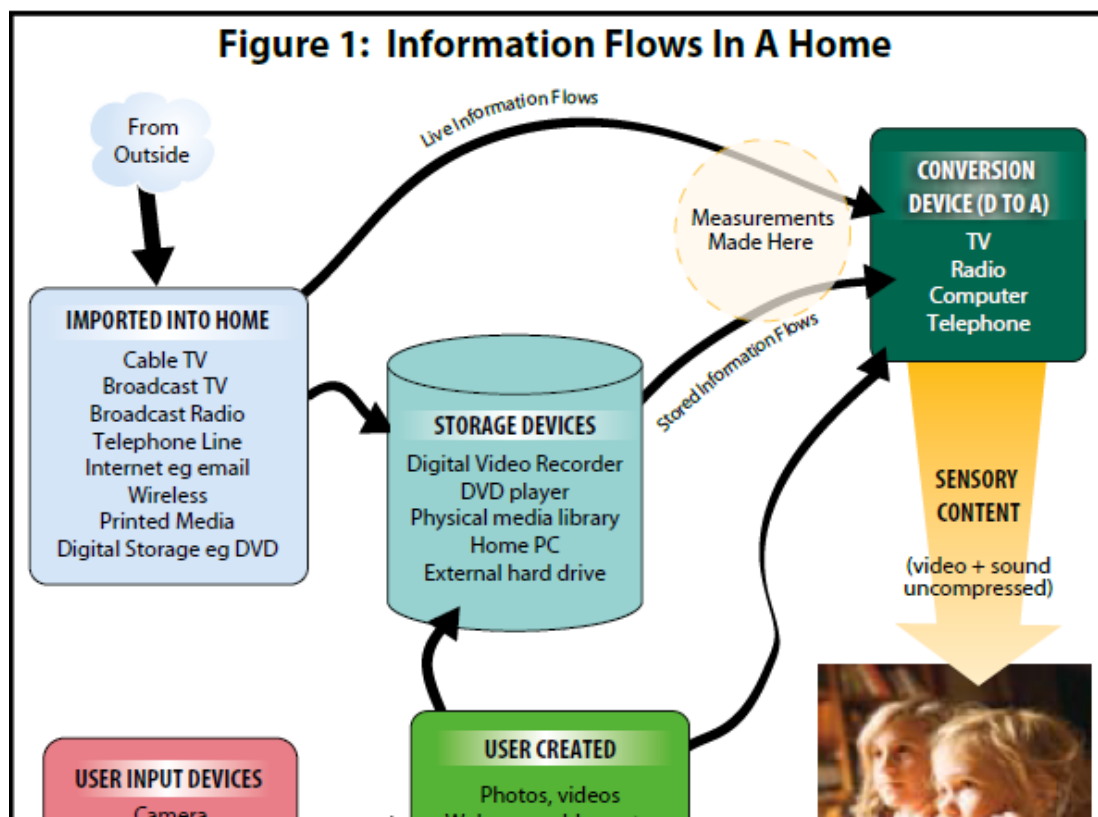 Figure 1: Information Flows In A Home
From
Outside
Live Information Flows
Measurements
Made Here
CONVERSION
DEVICE (D TO A)
TV
Radio
Computer
Telephone
IMPORTED INTO HOME
Cable TV
Broadcast TV
Broadcast Radio
Telephone Line
Internet eg email
Wireless
Printed Media
Digital Storage eg DVD
STORAGE DEVICES
Digital Video Recorder
DVD player
Physical media library
Home PC
External hard drive
Stored Information Flows
SENSORY
CONTENT
(video + sound
uncompressed)
USER INPUT DEVICES
Camera
USER CREATED
Photos, videos